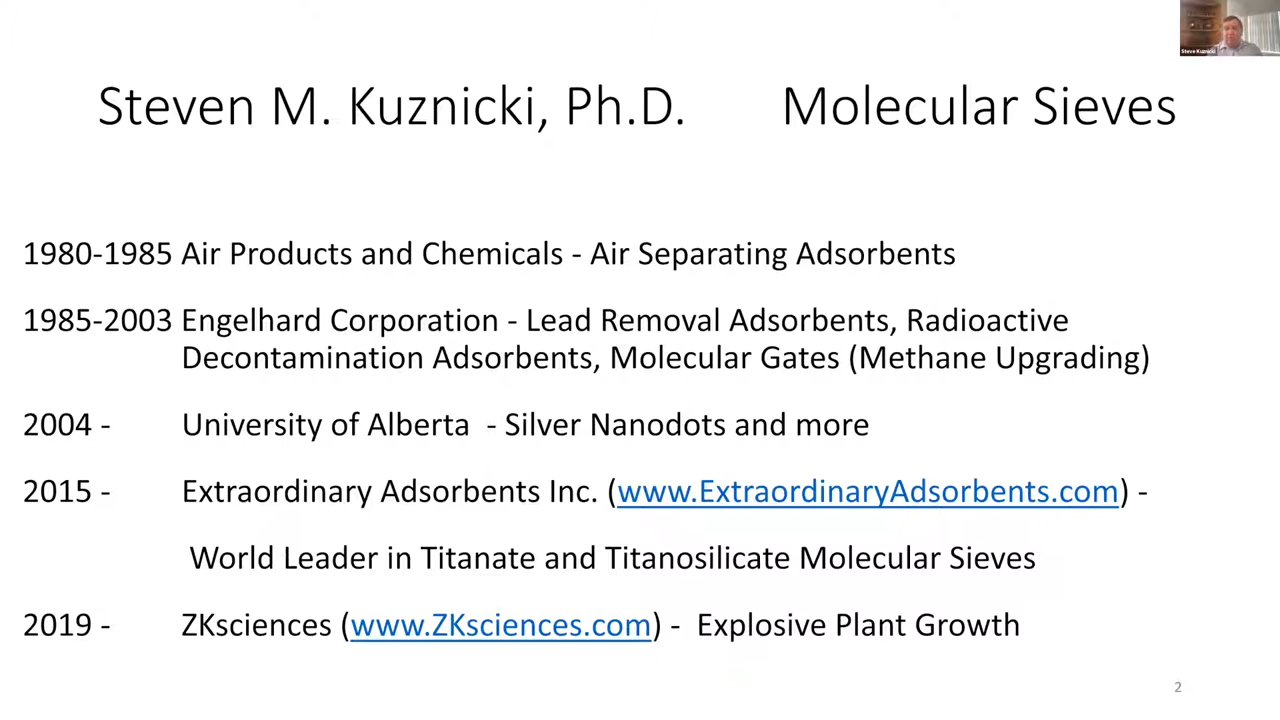 Steve Kuznicki
Steven M. Kuznicki, Ph.D. Molecular Sieves
1980-1985 Air Products and Chemicals - Air Separating Adsorbents
1985-2003 Engelhard Corporation - Lead Removal Adsorbents, Radioactive
Decontamination Adsorbents, Molecular Gates (Methane Upgrading)
2004 - University of Alberta - Silver Nanodots and more
2015 - Extraordinary Adsorbents Inc. (www.ExtraordinaryAdsorbents.com) -
World Leader in Titanate and Titanosilicate Molecular Sieves
2019 - ZKsciences (www.ZKsciences.com) - Explosive Plant Growth
2